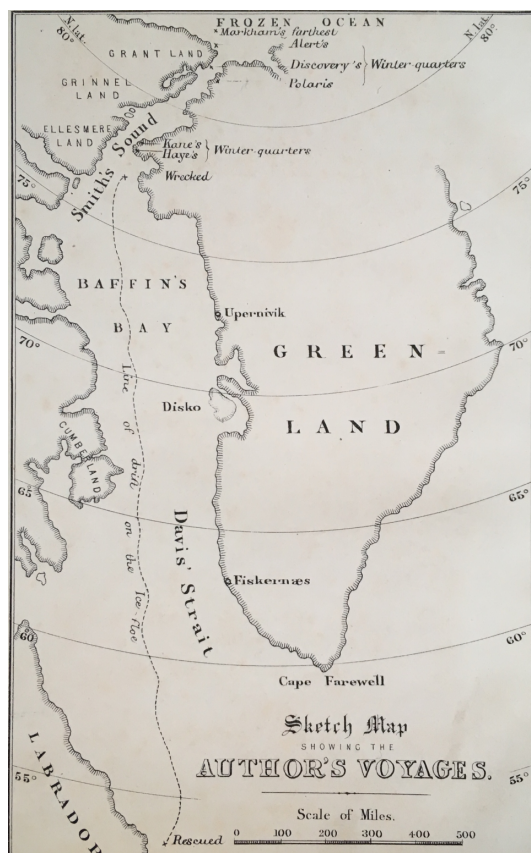 FROZEN OCEAN
N. lat.
80°
N. lat.
80°
Markham's farthest
Alert's
Discovery's } Winter-quarters
Polaris
GRANT LAND
GRINNEL
LAND
ELLESMERE
LAND
Smith's Sound
Kane's
Haye's } Winter-quarters
Wrecked
75°
75°
BAFFIN'S
BAY
Upernivik
70°
70°
GREEN=
LAND
Disko
CUMBERLAND
Line of drift on the Ice-floe
65
65°
Davis' Strait
Fiskernæs
60
60°
Cape Farewell
LABRADOR
Sketch Map
SHOWING THE
AUTHOR'S VOYAGES.
55°
55°
Scale of Miles.
0 100 200 300 400 500
Rescued